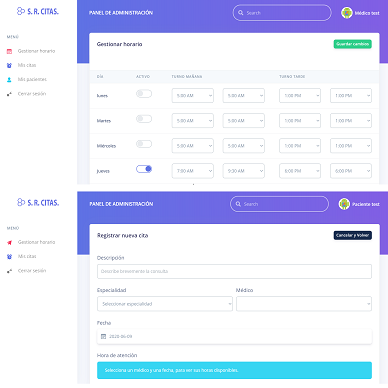 S. R. CITAS.
PANEL DE ADMINISTRACIÓN
Search
Médico test
MENÚ
Gestionar horario
Mis citas
Mis pacientes
Cerrar sesión
Gestionar horario
Guardar cambios
DÍA ACTIVO TURNO MAÑANA TURNO TARDE
lunes 5:00 AM 5:00 AM 1:00 PM 1:00 PM
Martes 5:00 AM 5:00 AM 1:00 PM 1:00 PM
Miércoles 5:00 AM 5:00 AM 1:00 PM 1:00 PM
Jueves 7:00 AM 9:30 AM 6:00 PM 6:00 PM
S. R. CITAS.
PANEL DE ADMINISTRACIÓN
Search
Paciente test
MENÚ
Gestionar horario
Mis citas
Cerrar sesión
Registrar nueva cita
Cancelar y Volver
Descripción
Describe brevemente la consulta
Especialidad Médico
Seleccionar especialidad
Fecha
2020-06-09
Hora de atención
Seleciona un médico y una fecha, para ver sus horas disponibles.